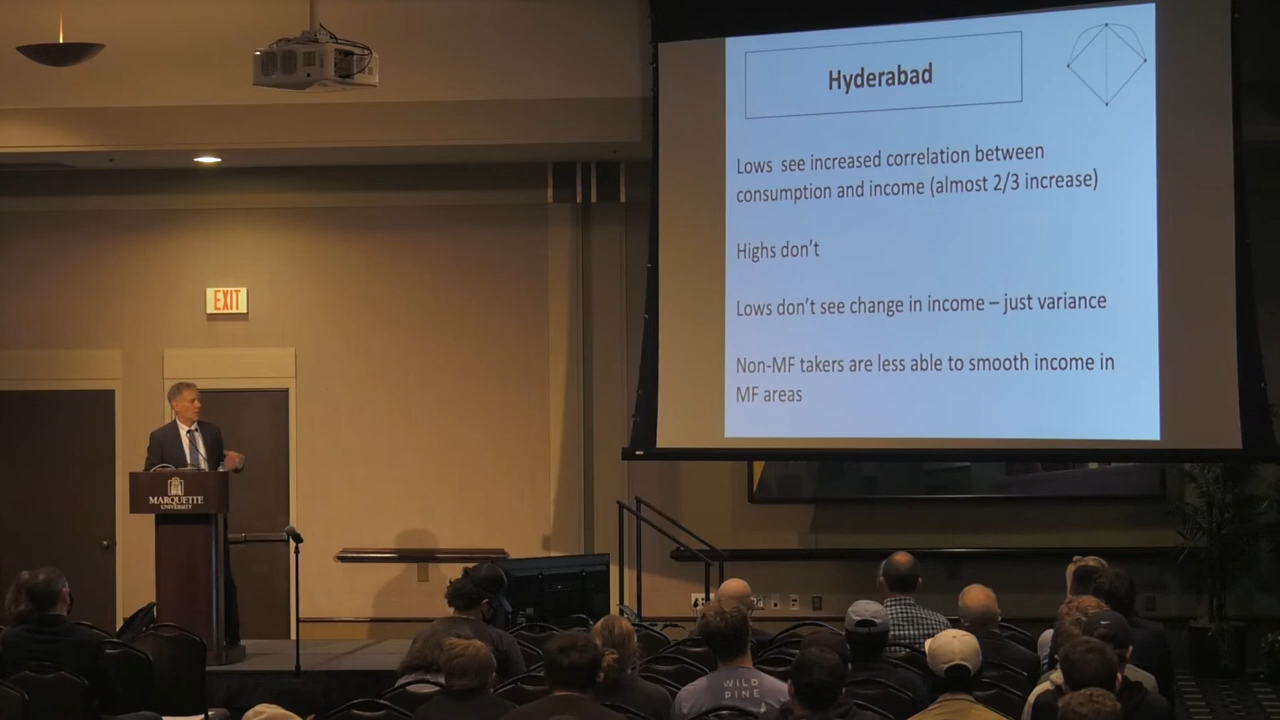 Hyderabad
Lows see increased correlation between
consumption and income (almost 2/3 increase)
Highs don't
Lows don't see change in income – just variance
Non-MF takers are less able to smooth income in
MF areas
EXIT
MARQUETTE
UNIVERSITY
WILD
PINE